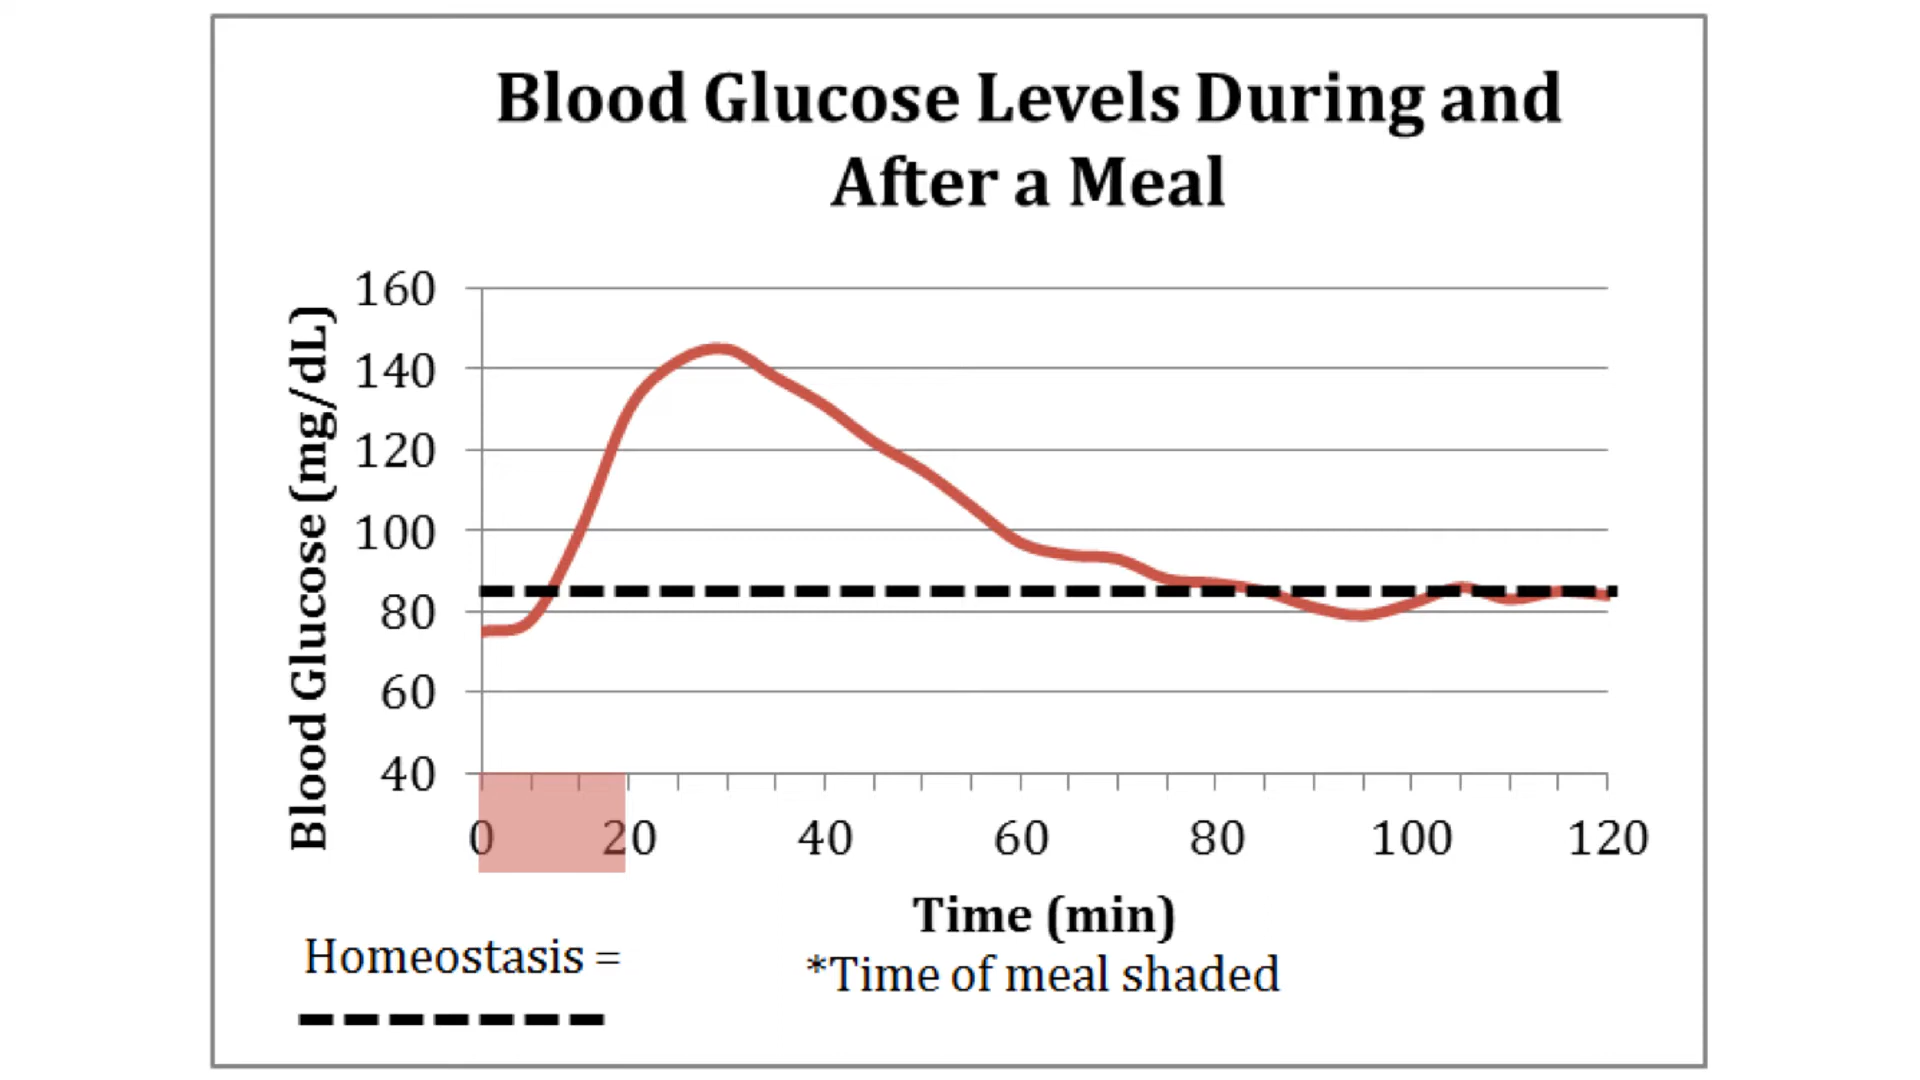 Blood Glucose Levels During and
After a Meal
Blood Glucose (mg/dL)
160
140
120
100
80
60
40
0 20 40 60 80 100 120
Time (min)
Homeostasis =
*Time of meal shaded